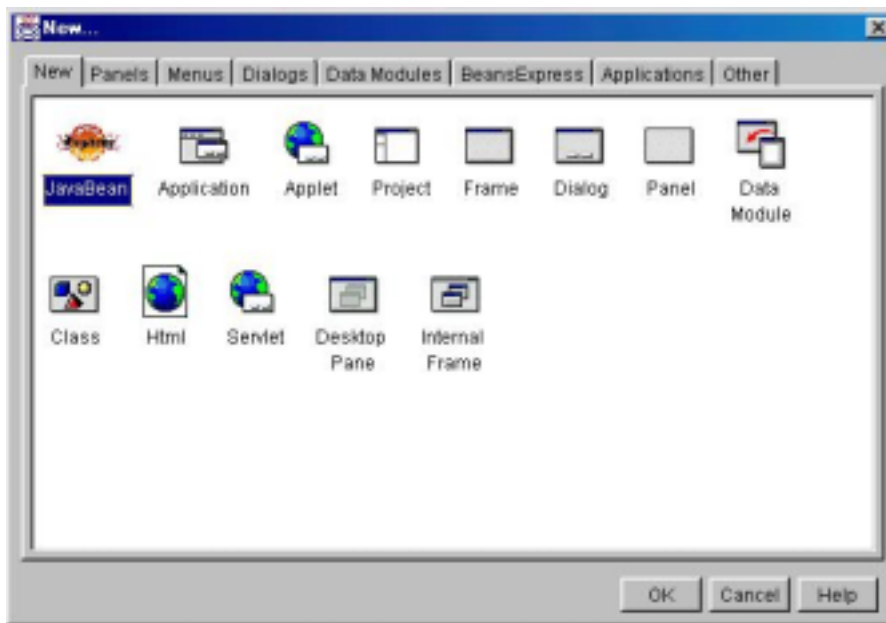 New...
New Panels Menus Dialogs Data Modules BeansExpress Applications Other
JavaBean Application Applet Project Frame Dialog Panel Data Module
Class Html Servlet Desktop Pane Internal Frame
OK Cancel Help